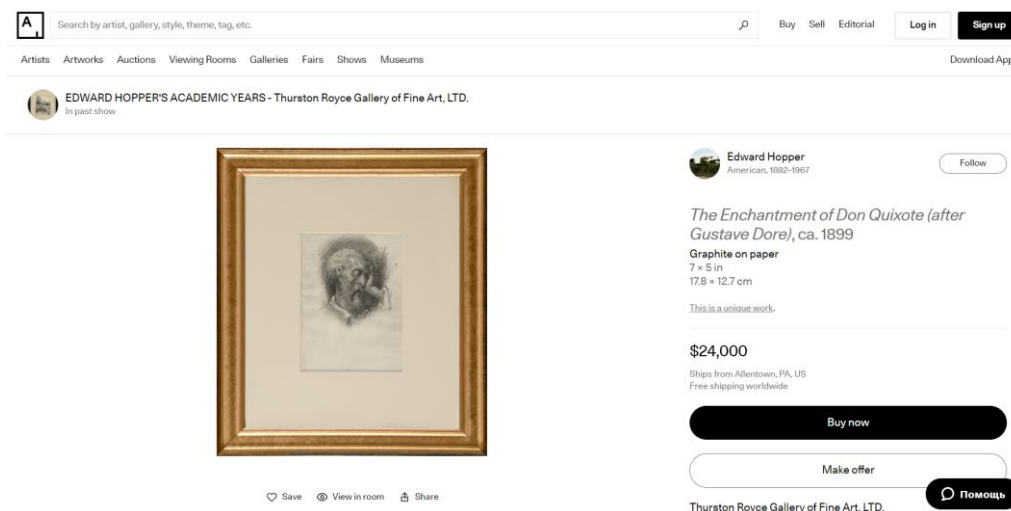 A
Search by artist, gallery, style, theme, tag, etc.
Buy Sell Editorial Log in Sign up
Artists Artworks Auctions Viewing Rooms Galleries Fairs Shows Museums Download App
EDWARD HOPPER'S ACADEMIC YEARS - Thurston Royce Gallery of Fine Art, LTD.
In past show
Edward Hopper
American, 1882-1967
Follow
The Enchantment of Don Quixote (after
Gustave Dore), ca. 1899
Graphite on paper
7 × 5 in
17.8 × 12.7 cm
This is a unique work.
$24,000
Ships from Allentown, PA, US
Free shipping worldwide
Buy now
Make offer
Save View in room Share
Помощь
Thurston Royce Gallery of Fine Art, LTD.